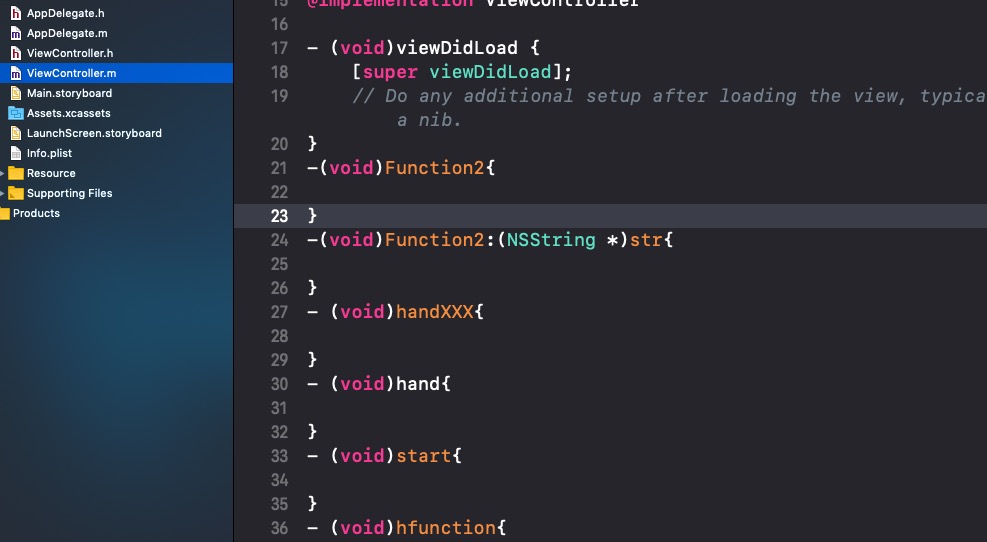 AppDelegate.h
AppDelegate.m
ViewController.h
ViewController.m
Main.storyboard
Assets.xcassets
LaunchScreen.storyboard
Info.plist
Resource
Supporting Files
Products
15 @implementation ViewController
16
17 - (void)viewDidLoad {
18 [super viewDidLoad];
19 // Do any additional setup after loading the view, typica
a nib.
20 }
21 -(void)Function2{
22
23 }
24 -(void)Function2:(NSString *)str{
25
26 }
27 - (void)handXXX{
28
29 }
30 - (void)hand{
31
32 }
33 - (void)start{
34
35 }
36 - (void)hfunction{